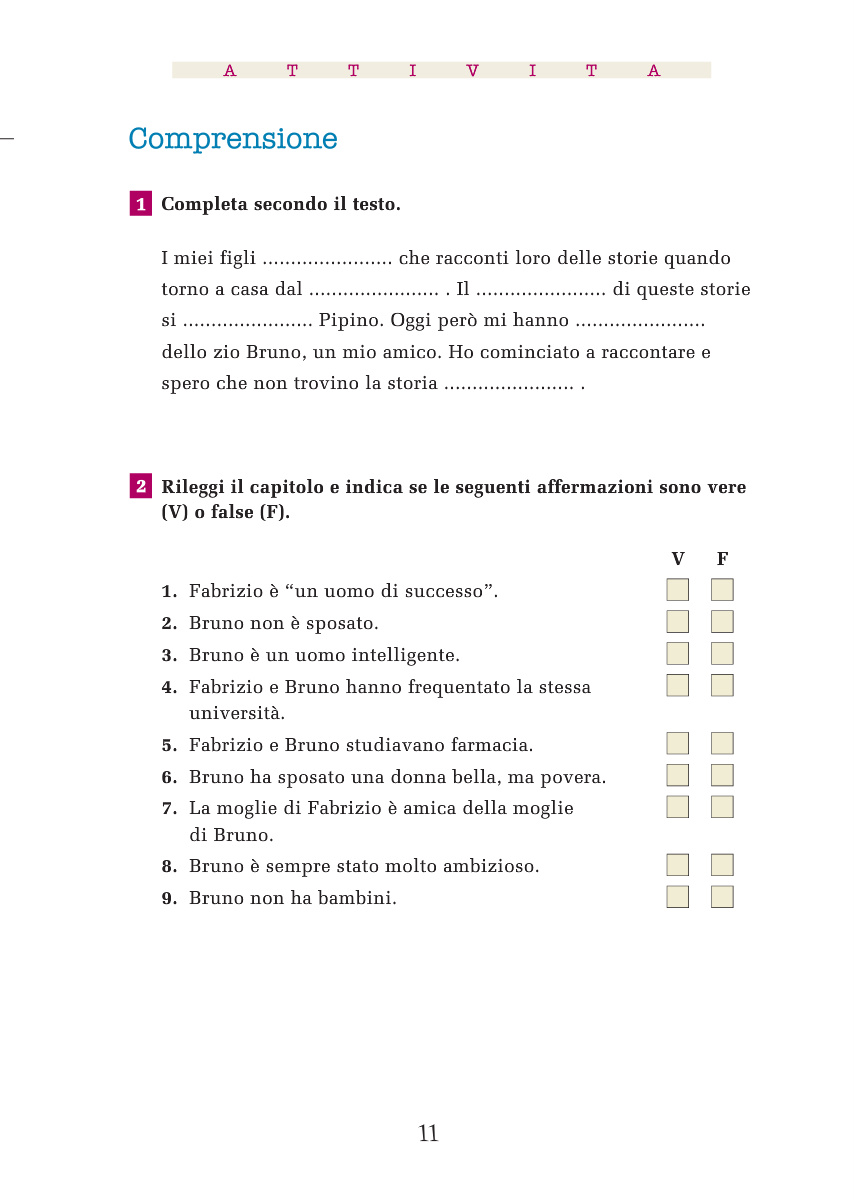 A T T I V I T A
Comprensione
1 Completa secondo il testo.
I miei figli ....................... che racconti loro delle storie quando
torno a casa dal ....................... . Il ....................... di queste storie
si ....................... Pipino. Oggi però mi hanno .......................
dello zio Bruno, un mio amico. Ho cominciato a raccontare e
spero che non trovino la storia ....................... .
2 Rileggi il capitolo e indica se le seguenti affermazioni sono vere
(V) o false (F).
V F
1. Fabrizio è “un uomo di successo”.
2. Bruno non è sposato.
3. Bruno è un uomo intelligente.
4. Fabrizio e Bruno hanno frequentato la stessa
università.
5. Fabrizio e Bruno studiavano farmacia.
6. Bruno ha sposato una donna bella, ma povera.
7. La moglie di Fabrizio è amica della moglie
di Bruno.
8. Bruno è sempre stato molto ambizioso.
9. Bruno non ha bambini.
11